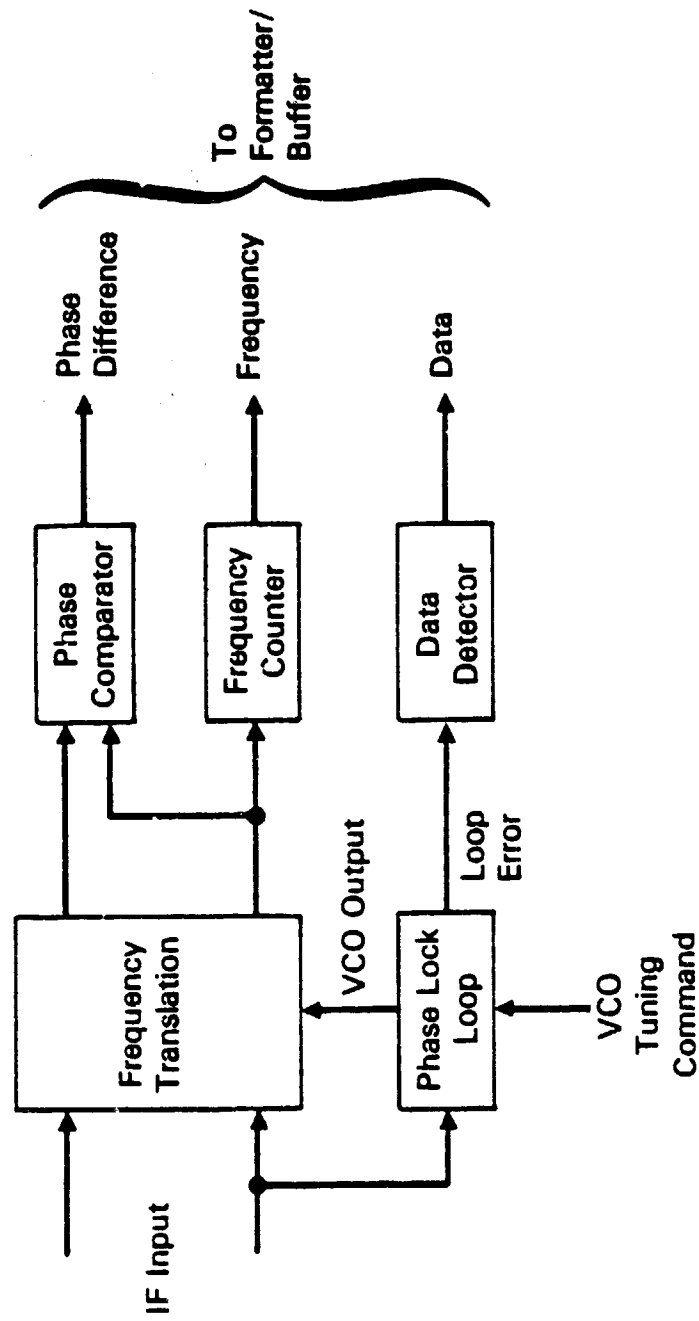 IF Input
Frequency
Translation
Phase
Comparator
Phase
Difference
Frequency
Counter
Frequency
To
Formatter/
Buffer
VCO Output
Phase Lock
Loop
Loop
Error
Data
Detector
Data
VCO
Tuning
Command